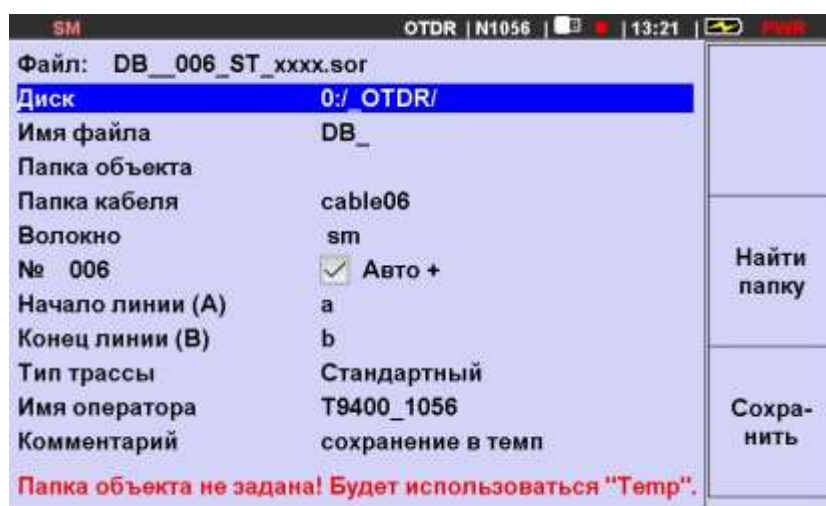 SM OTDR | N1056 | | 13:21 | PWR
Файл: DB__006_ST_xxxx.sor
Диск 0:/_OTDR/
Имя файла DB_
Папка объекта
Папка кабеля cable06
Волокно sm
№ 006 Авто +
Начало линии (А) a
Конец линии (В) b
Тип трассы Стандартный
Имя оператора T9400_1056
Комментарий сохранение в темп
Папка объекта не задана! Будет использоваться "Temp".
Найти
папку
Сохра-
нить